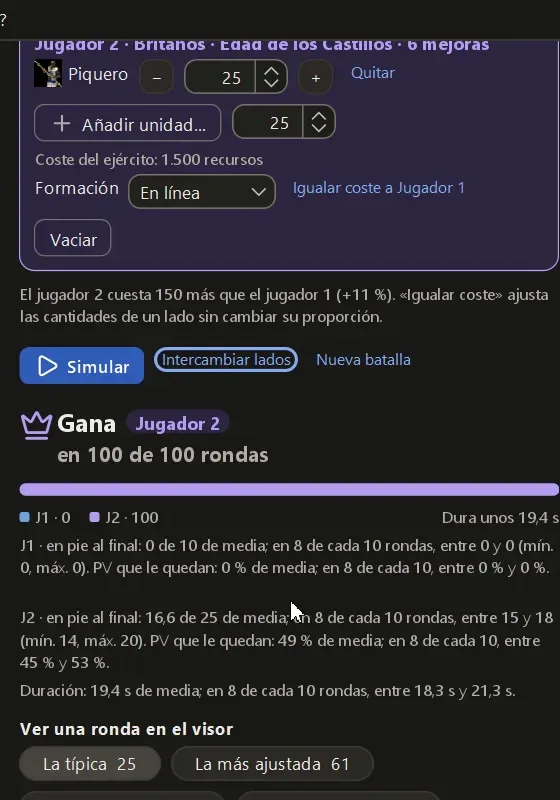 ?
Jugador 2 · Britanos · Edad de los Castillos · 6 mejoras
Piquero − 25 + Quitar
+ Añadir unidad... 25
Coste del ejército: 1.500 recursos
Formación En línea Igualar coste a Jugador 1
Vaciar
El jugador 2 cuesta 150 más que el jugador 1 (+11 %). «Igualar coste» ajusta
las cantidades de un lado sin cambiar su proporción.
Simular Intercambiar lados Nueva batalla
Gana Jugador 2
en 100 de 100 rondas
J1 · 0 J2 · 100 Dura unos 19,4 s
J1 · en pie al final: 0 de 10 de media; en 8 de cada 10 rondas, entre 0 y 0 (mín.
0, máx. 0). PV que le quedan: 0 % de media; en 8 de cada 10, entre 0 % y 0 %.
J2 · en pie al final: 16,6 de 25 de media; en 8 de cada 10 rondas, entre 15 y 18
(mín. 14, máx. 20). PV que le quedan: 49 % de media; en 8 de cada 10, entre
45 % y 53 %.
Duración: 19,4 s de media; en 8 de cada 10 rondas, entre 18,3 s y 21,3 s.
Ver una ronda en el visor
La típica 25 La más ajustada 61